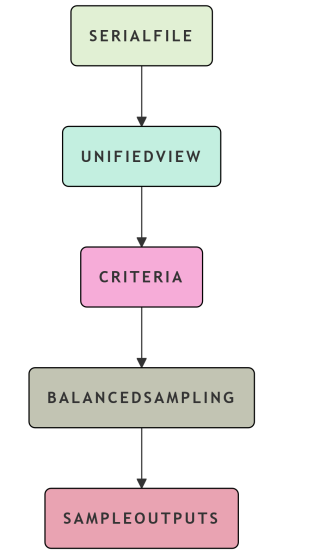 SERIALFILE
UNIFIEDVIEW
CRITERIA
BALANCEDSAMPLING
SAMPLEOUTPUTS